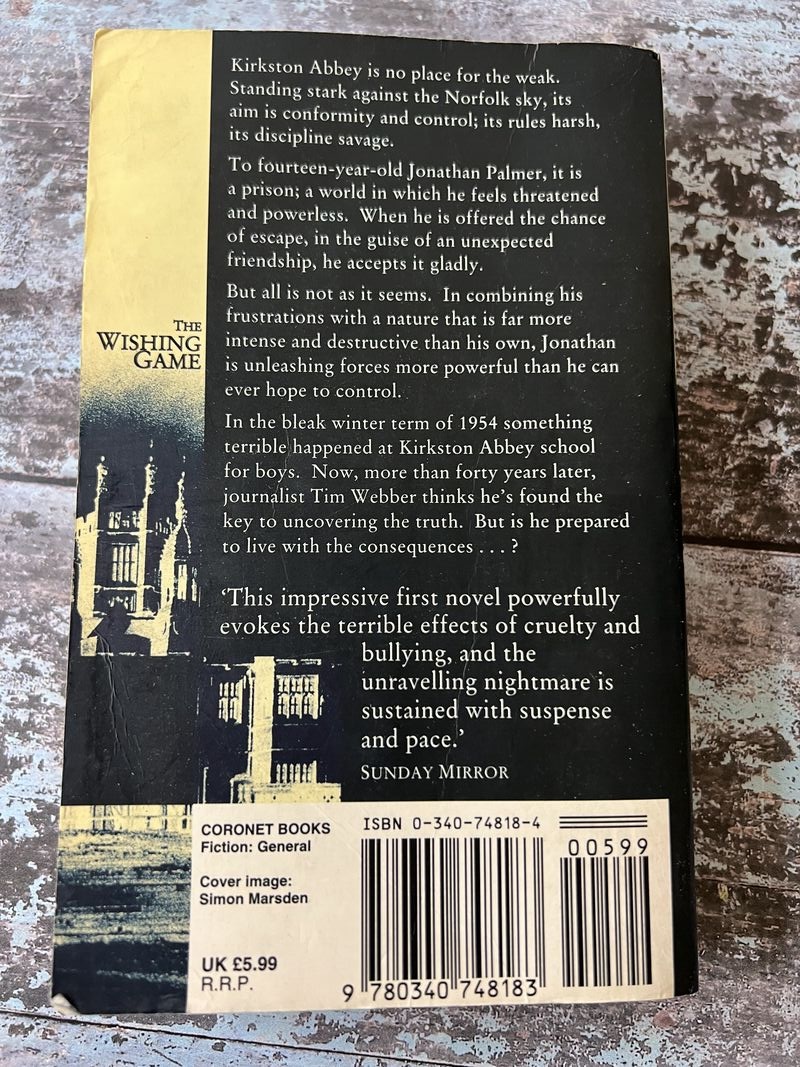 Kirkston Abbey is no place for the weak.
Standing stark against the Norfolk sky, its
aim is conformity and control; its rules harsh,
its discipline savage.
To fourteen-year-old Jonathan Palmer, it is
a prison; a world in which he feels threatened
and powerless. When he is offered the chance
of escape, in the guise of an unexpected
friendship, he accepts it gladly.
But all is not as it seems. In combining his
frustrations with a nature that is far more
intense and destructive than his own, Jonathan
is unleashing forces more powerful than he can
ever hope to control.
In the bleak winter term of 1954 something
terrible happened at Kirkston Abbey school
for boys. Now, more than forty years later,
journalist Tim Webber thinks he's found the
key to uncovering the truth. But is he prepared
to live with the consequences . . . ?
THE
WISHING
GAME
'This impressive first novel powerfully
evokes the terrible effects of cruelty and
bullying, and the
unravelling nightmare is
sustained with suspense
and pace.'
SUNDAY MIRROR
CORONET BOOKS
Fiction: General
Cover image:
Simon Marsden
UK £5.99
R.R.P.
ISBN 0-340-74818-4
00599
9 780340 748183